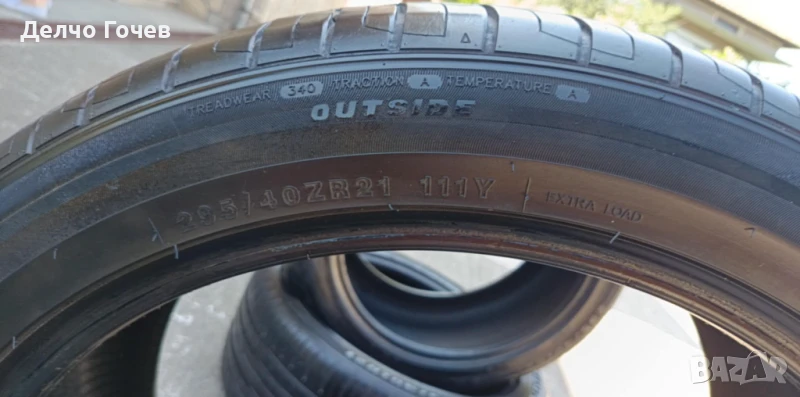 Делчо Гочев
TREADWEAR 340 TRACTION A TEMPERATURE A
OUTSIDE
295/40ZR21 111Y EXTRA LOAD
BAZAR